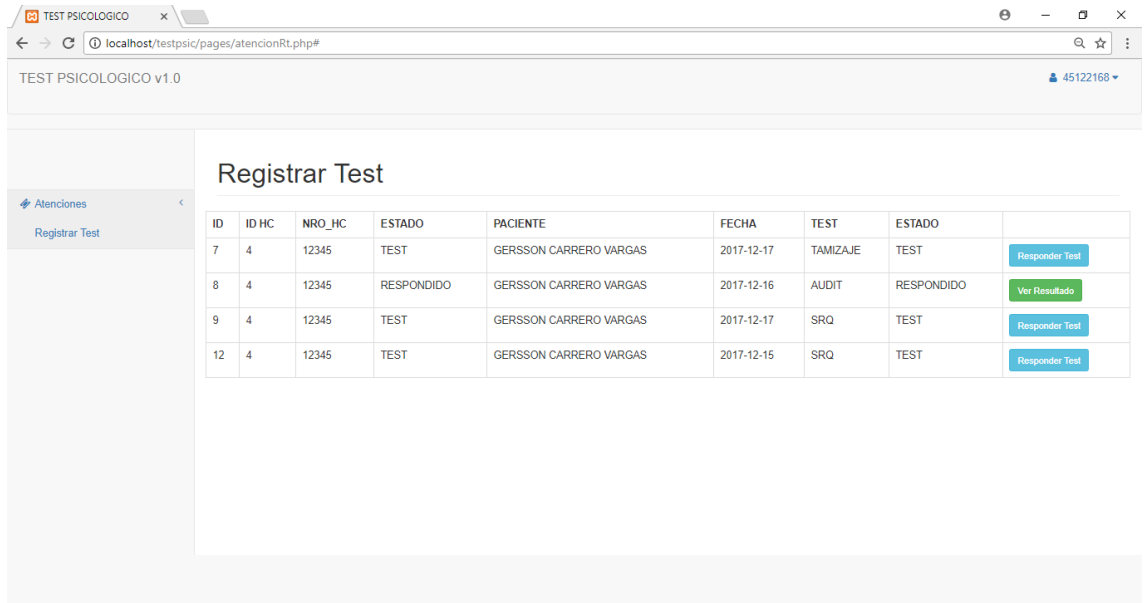 TEST PSICOLOGICO
localhost/testpsic/pages/atencionRt.php#
TEST PSICOLOGICO v1.0
45122168
Registrar Test
Atenciones
Registrar Test
ID ID HC NRO_HC ESTADO PACIENTE FECHA TEST ESTADO
7 4 12345 TEST GERSSON CARRERO VARGAS 2017-12-17 TAMIZAJE TEST Responder Test
8 4 12345 RESPONDIDO GERSSON CARRERO VARGAS 2017-12-16 AUDIT RESPONDIDO Ver Resultado
9 4 12345 TEST GERSSON CARRERO VARGAS 2017-12-17 SRQ TEST Responder Test
12 4 12345 TEST GERSSON CARRERO VARGAS 2017-12-15 SRQ TEST Responder Test